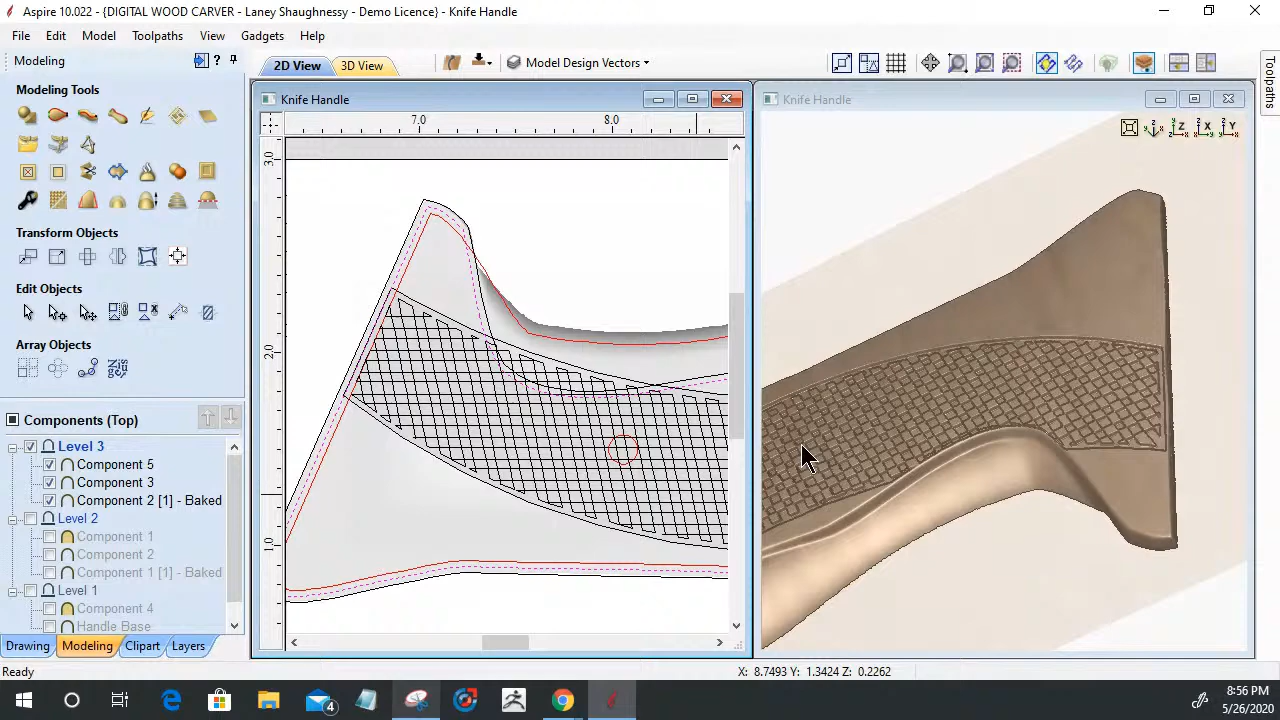 Aspire 10.022 - {DIGITAL WOOD CARVER - Laney Shaughnessy - Demo Licence} - Knife Handle
File Edit Model Toolpaths View Gadgets Help
Modeling
2D View 3D View Model Design Vectors
Toolpaths
Modeling Tools
Knife Handle
Knife Handle
7.0 8.0
3.0
2.0
1.0
Z X Y
Transform Objects
Edit Objects
Array Objects
Components (Top)
Level 3
Component 5
Component 3
Component 2 [1] - Baked
Level 2
Component 1
Component 2
Component 1 [1] - Baked
Level 1
Component 4
Handle Base
Drawing Modeling Clipart Layers
Ready
X: 8.7493 Y: 1.3424 Z: 0.2262
4
8:56 PM
5/26/2020